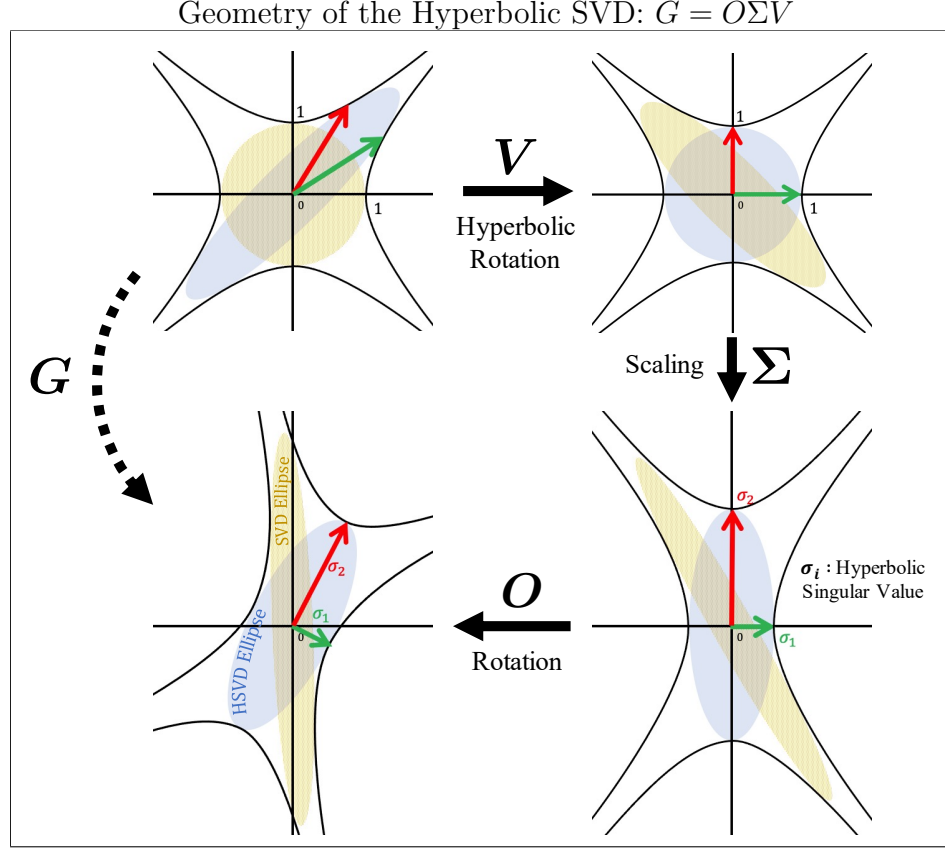 Geometry of the Hyperbolic SVD: G = OΣV
1
0
1
V
Hyperbolic
Rotation
1
0
1
G
Scaling
Σ
SVD Ellipse
σ₂
σ₁
0
HSVD Ellipse
O
Rotation
σ₂
0
σ₁
σᵢ : Hyperbolic
Singular Value